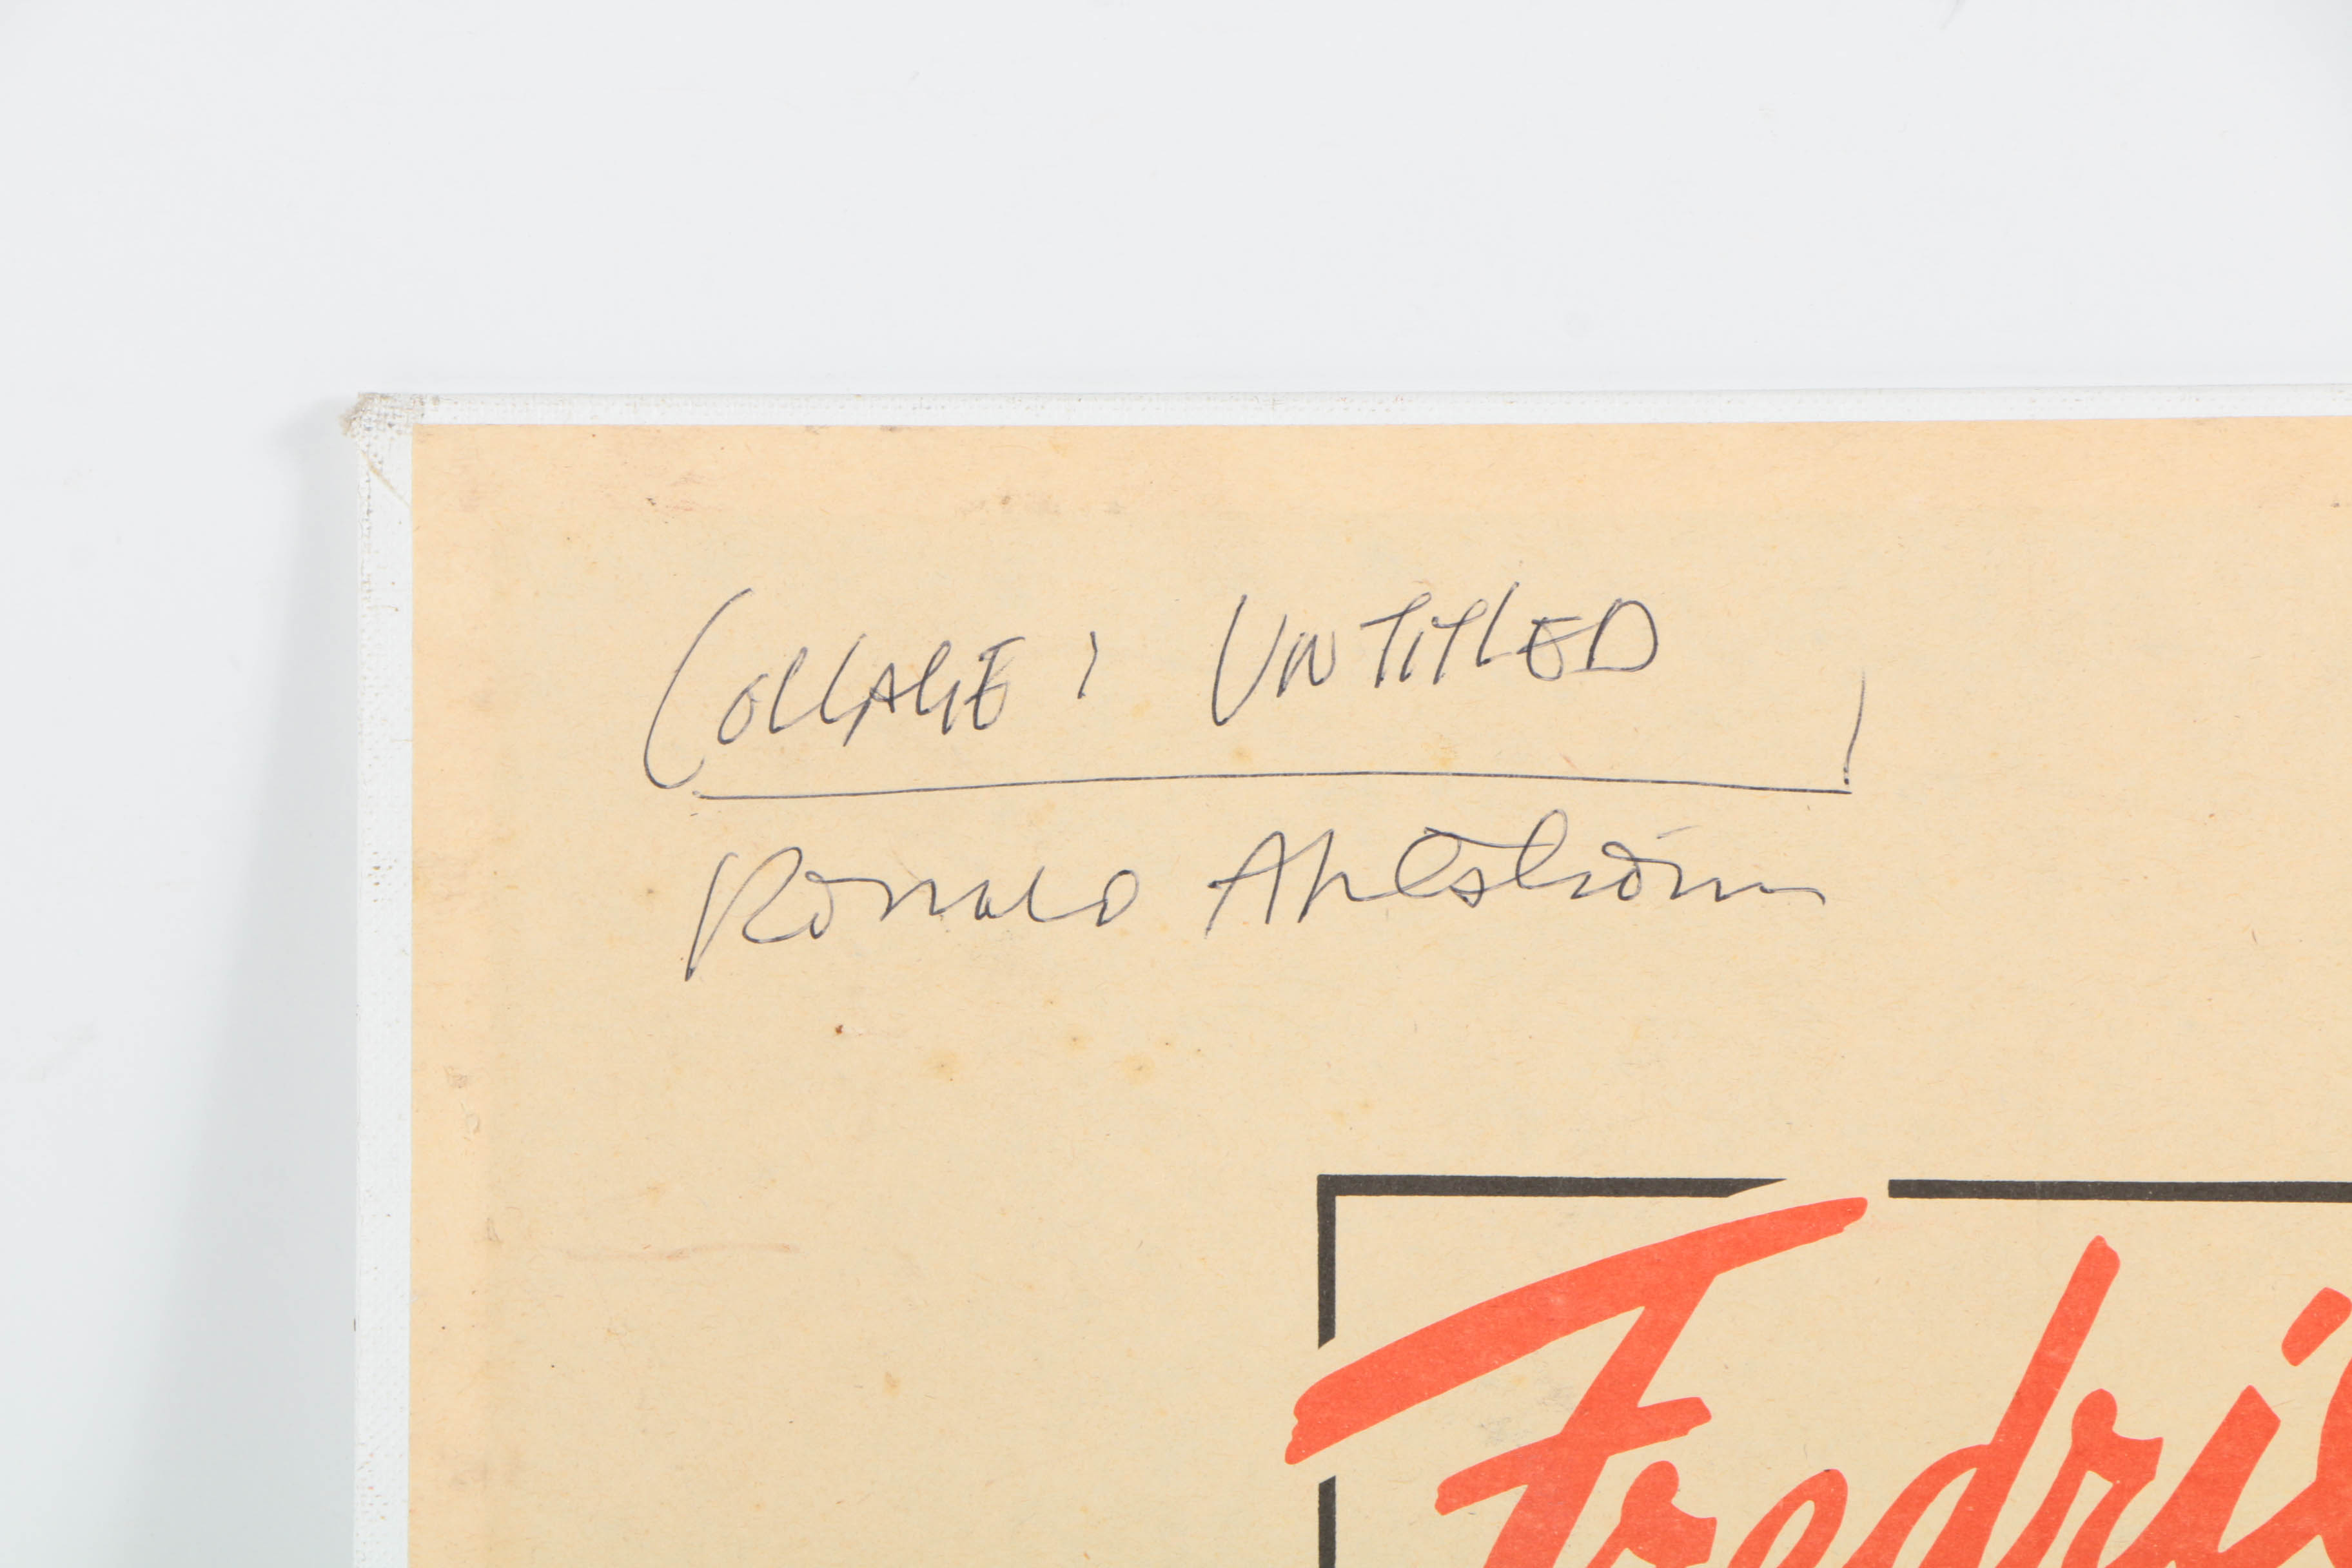 COLLAGE: UNTITLED
Ronald Ahlström
Fredri